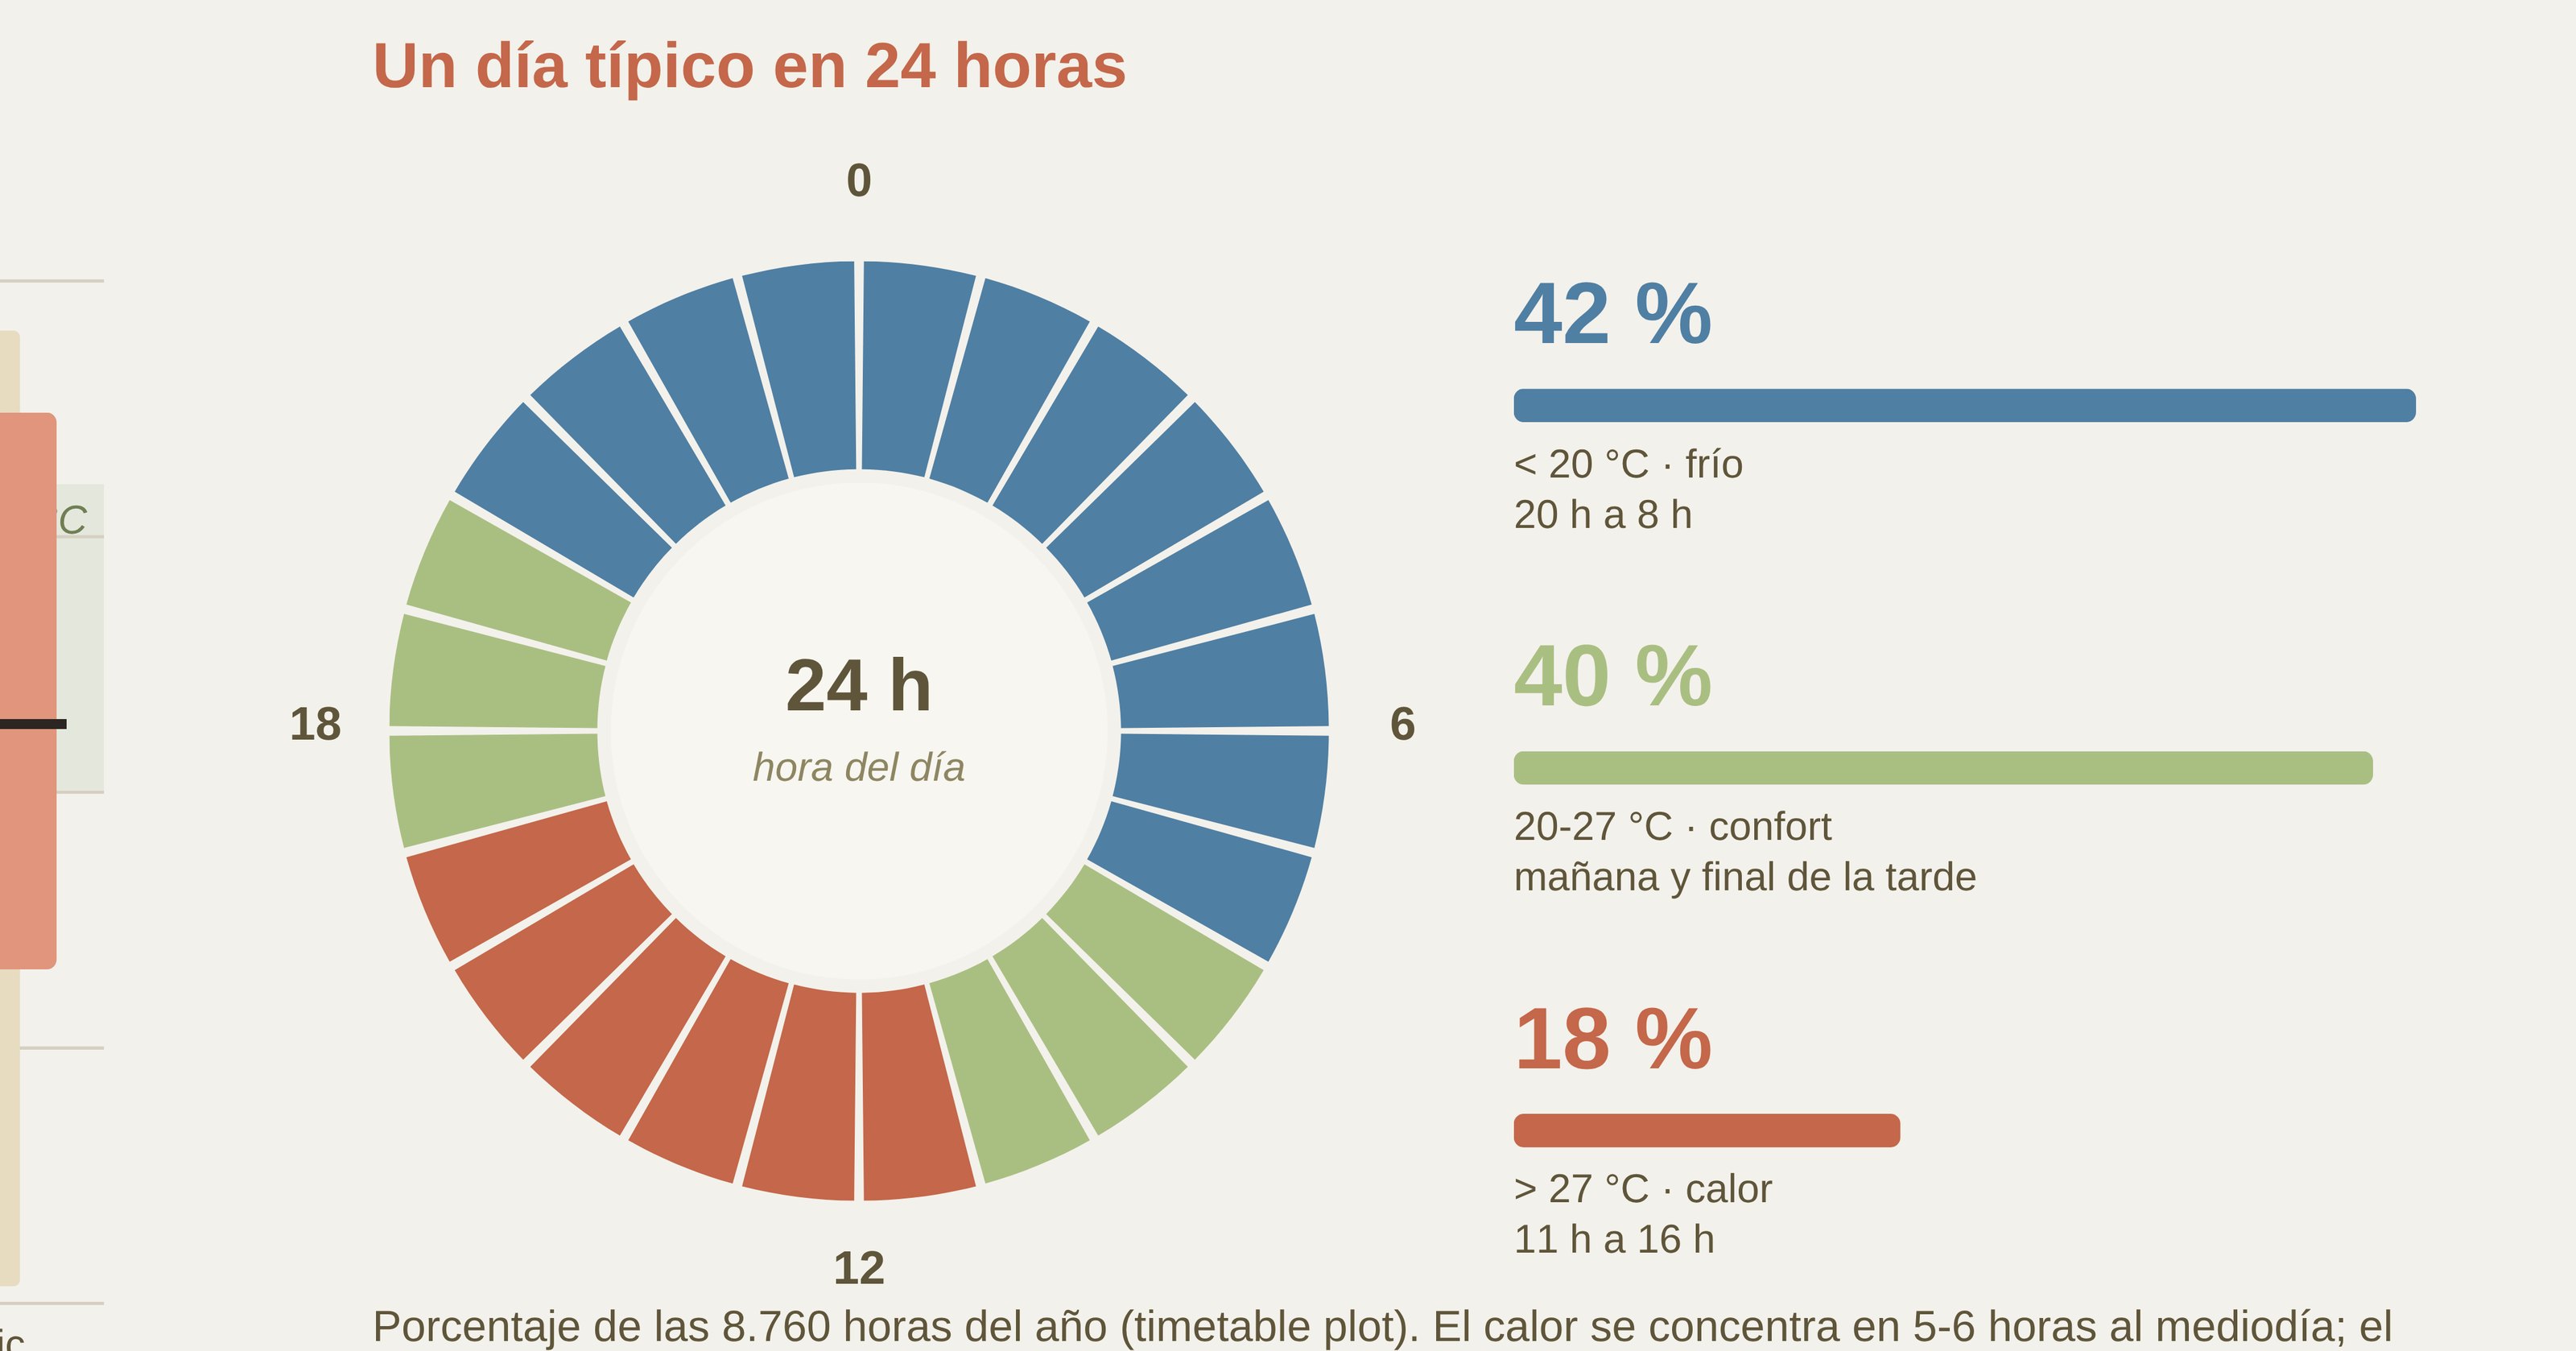 Un día típico en 24 horas
0
18
24 h
hora del día
6
12
42 %
< 20 °C · frío
20 h a 8 h
40 %
20-27 °C · confort
mañana y final de la tarde
18 %
> 27 °C · calor
11 h a 16 h
Porcentaje de las 8.760 horas del año (timetable plot). El calor se concentra en 5-6 horas al mediodía; el